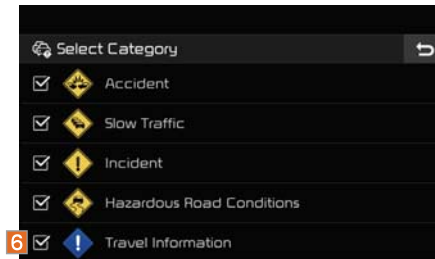 Select Category
Accident
Slow Traffic
! Incident
Hazardous Road Conditions
6 ! Travel Information